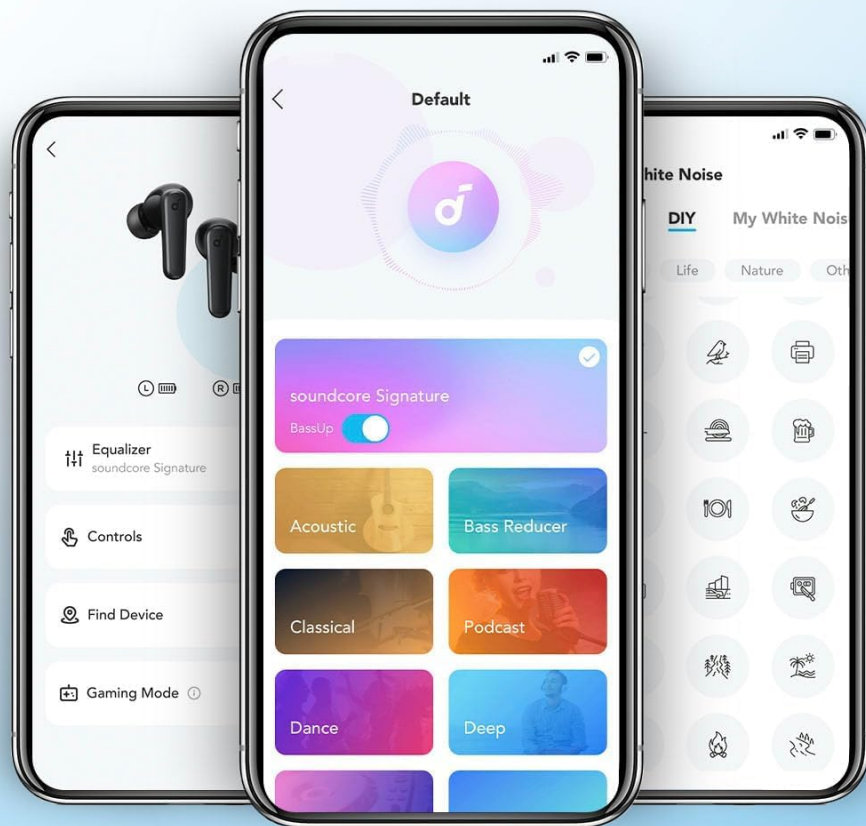 L
R
Equalizer
soundcore Signature
Controls
Find Device
Gaming Mode
Default
soundcore Signature
BassUp
Acoustic
Bass Reducer
Classical
Podcast
Dance
Deep
hite Noise
DIY
My White Nois
Life
Nature
Oth